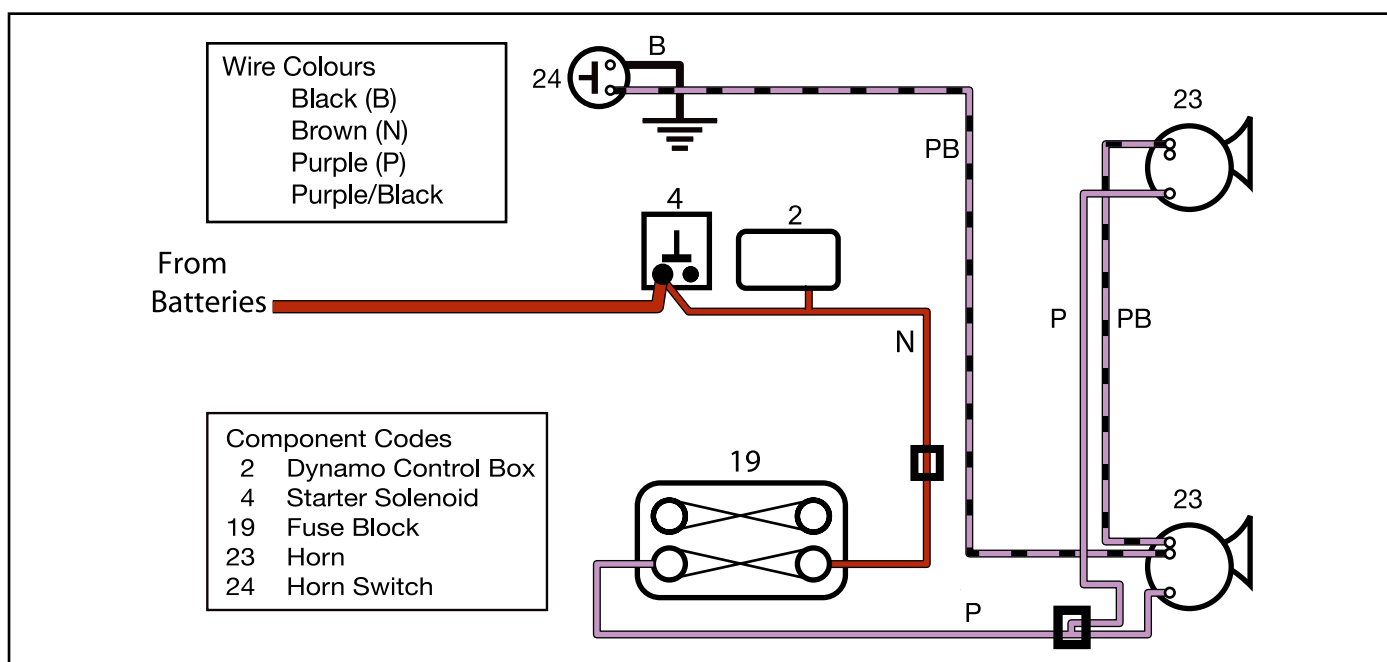 Wire Colours
Black (B)
Brown (N)
Purple (P)
Purple/Black
24
B
PB
23
4
2
From
Batteries
N
P
PB
Component Codes
2 Dynamo Control Box
4 Starter Solenoid
19 Fuse Block
23 Horn
24 Horn Switch
19
23
P